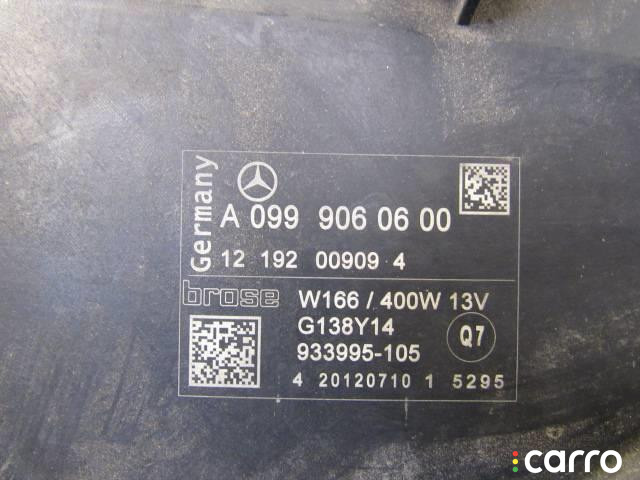 Germany
A 099 906 06 00
12 192 00909 4
brose
W166 / 400W 13V
G138Y14
933995-105
Q7
4 20120710 1 5295
carro